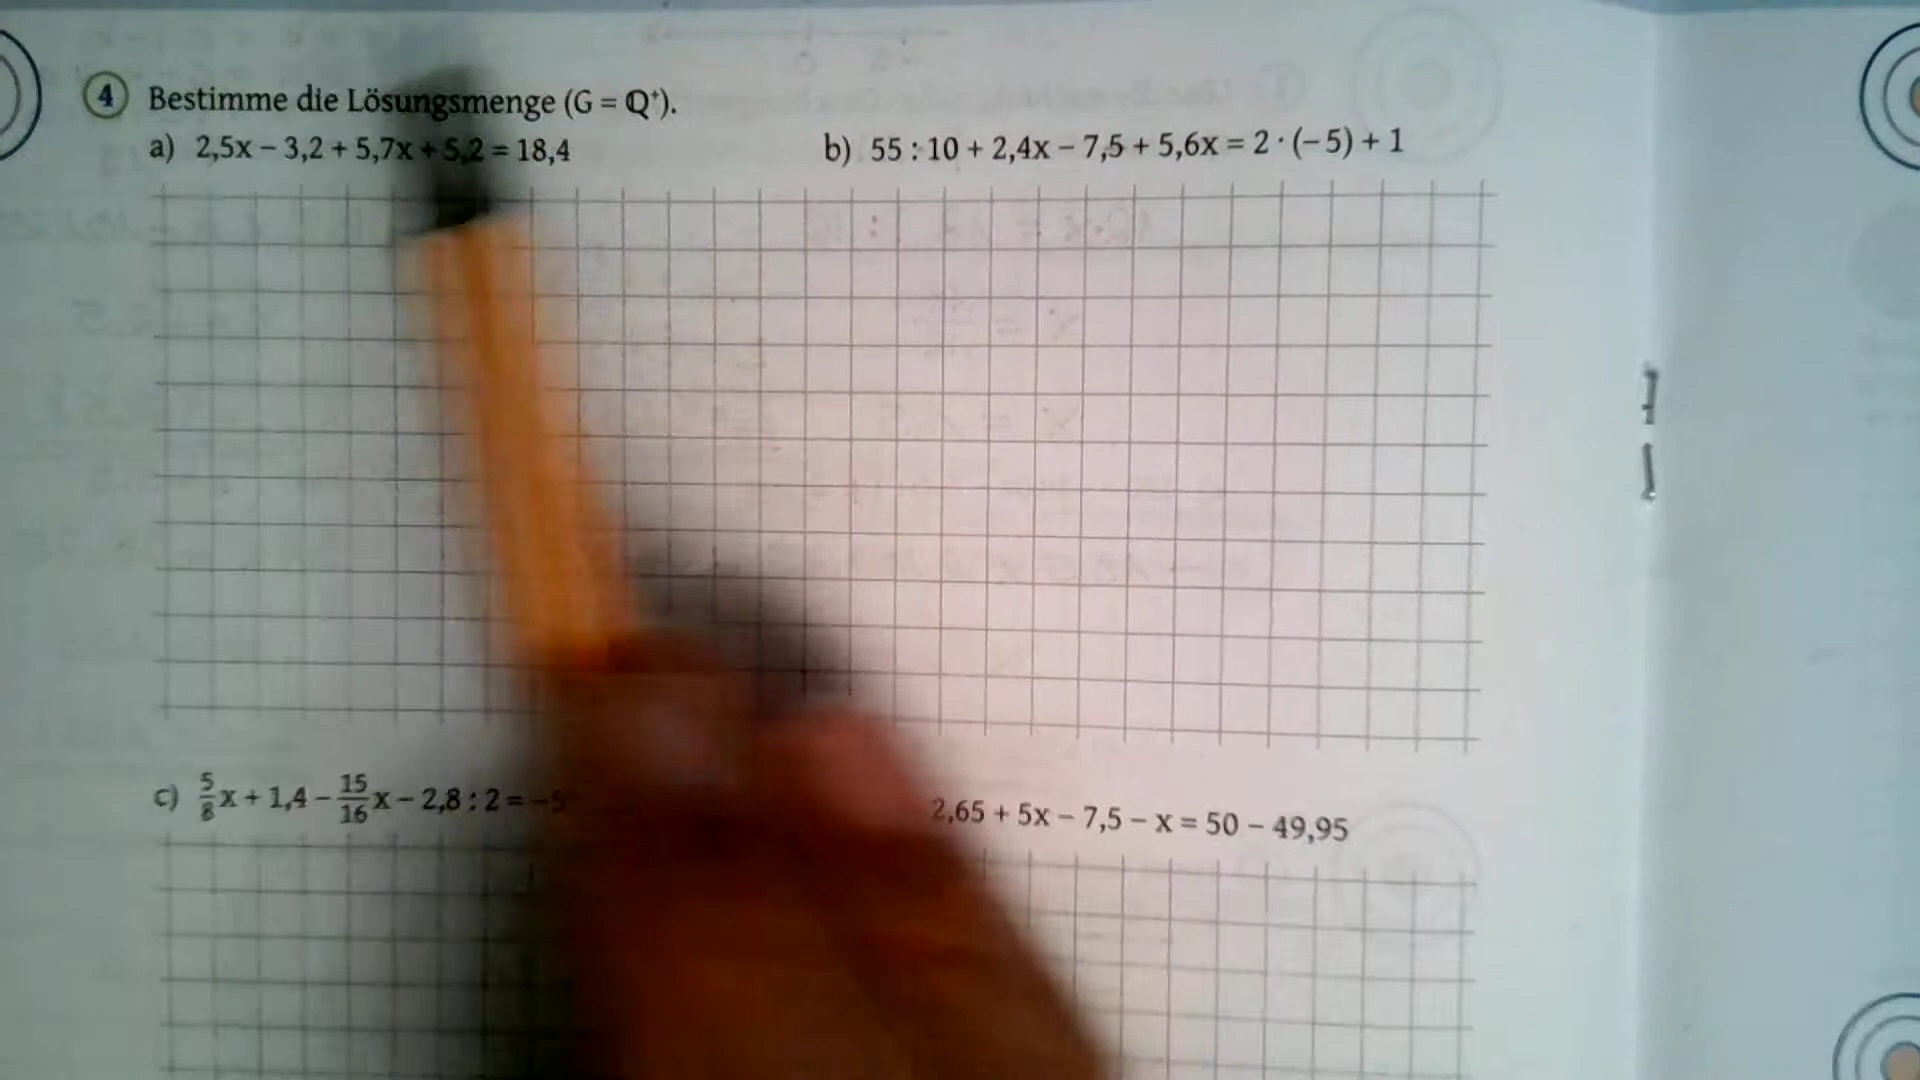 4 Bestimme die Lösungsmenge (G = ℚ⁺).
a) 2,5x – 3,2 + 5,7x + 5,2 = 18,4
b) 55 : 10 + 2,4x – 7,5 + 5,6x = 2 · (– 5) + 1
c) 5/8x + 1,4 – 15/16x – 2,8 : 2 = –5
2,65 + 5x – 7,5 – x = 50 – 49,95